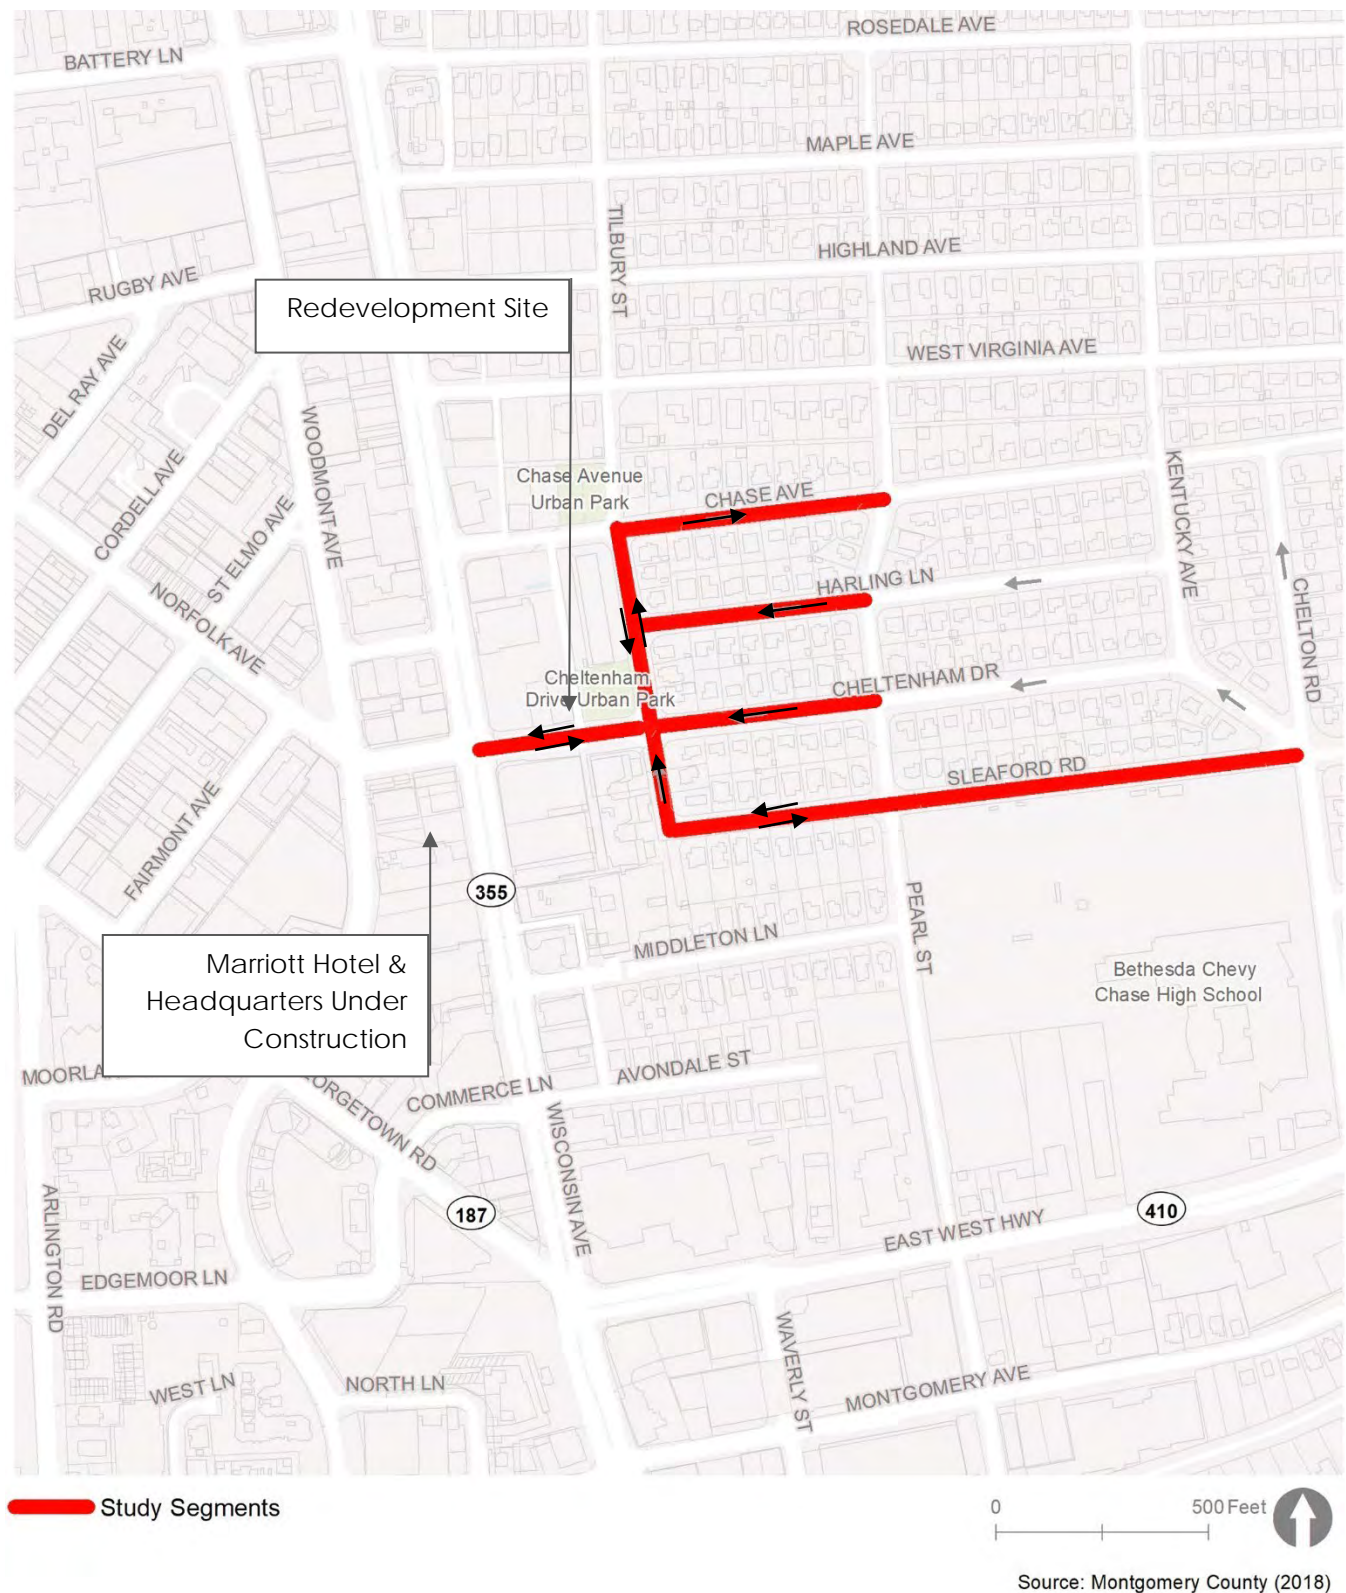 ROSEDALE AVE
BATTERY LN
MAPLE AVE
TILBURY ST
HIGHLAND AVE
RUGBY AVE
Redevelopment Site
WEST VIRGINIA AVE
DEL RAY AVE
WOODMONT AVE
CORDELL AVE
ST ELMO AVE
Chase Avenue
Urban Park
CHASE AVE
KENTUCKY AVE
NORFOLK AVE
HARLING LN
CHELTON RD
Cheltenham
Drive Urban Park
CHELTENHAM DR
SLEAFORD RD
FAIRMONT AVE
355
PEARL ST
MIDDLETON LN
Marriott Hotel &
Headquarters Under
Construction
Bethesda Chevy
Chase High School
MOORLA
ORGETOWN RD
COMMERCE LN
AVONDALE ST
WISCONSIN AVE
ARLINGTON RD
187
410
EAST WEST HWY
EDGEMOOR LN
WAVERLY ST
WEST LN
NORTH LN
MONTGOMERY AVE
Study Segments
0 500 Feet
Source: Montgomery County (2018)